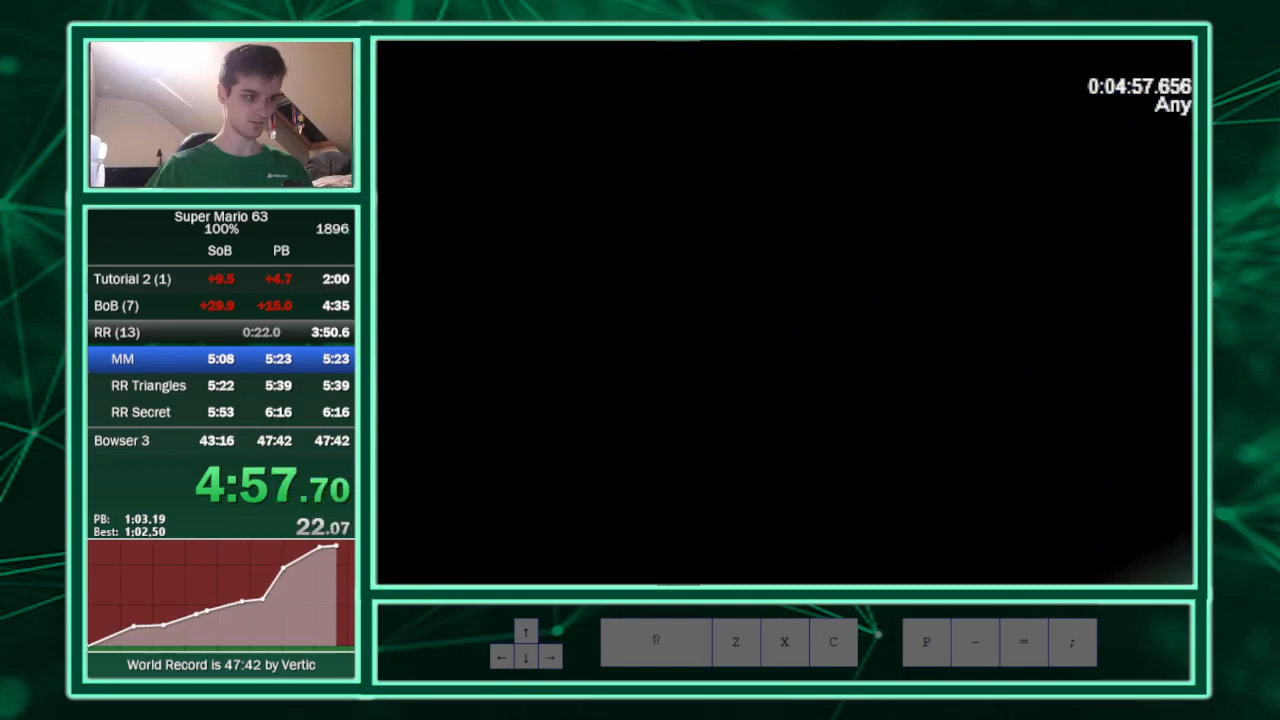 0:04:57.656
Any
Super Mario 63
100% 1896
SoB PB
Tutorial 2 (1) +9.5 +4.7 2:00
BoB (7) +29.9 +15.0 4:35
RR (13) 0:22.0 3:50.6
MM 5:08 5:23 5:23
RR Triangles 5:22 5:39 5:39
RR Secret 5:53 6:16 6:16
Bowser 3 43:16 47:42 47:42
4:57.70
PB: 1:03.19
Best: 1:02,50
22.07
World Record is 47:42 by Vertic
↑ ⇑ Z X C P - = ;
← ↓ →